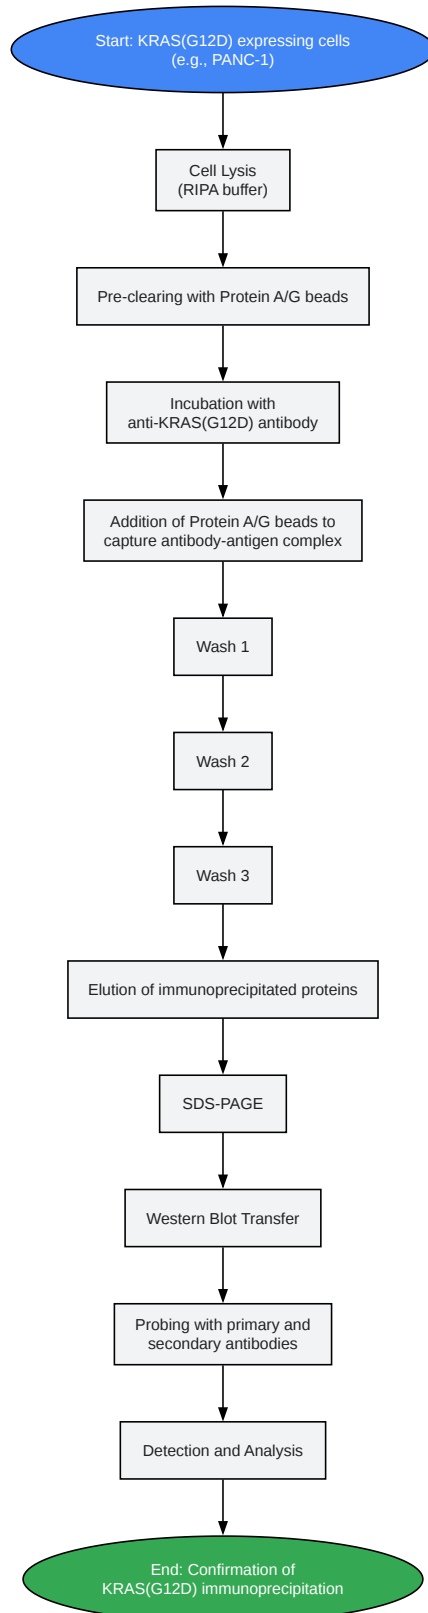 Start: KRAS(G12D) expressing cells
(e.g., PANC-1)
Cell Lysis
(RIPA buffer)
Pre-clearing with Protein A/G beads
Incubation with
anti-KRAS(G12D) antibody
Addition of Protein A/G beads to
capture antibody-antigen complex
Wash 1
Wash 2
Wash 3
Elution of immunoprecipitated proteins
SDS-PAGE
Western Blot Transfer
Probing with primary and
secondary antibodies
Detection and Analysis
End: Confirmation of
KRAS(G12D) immunoprecipitation